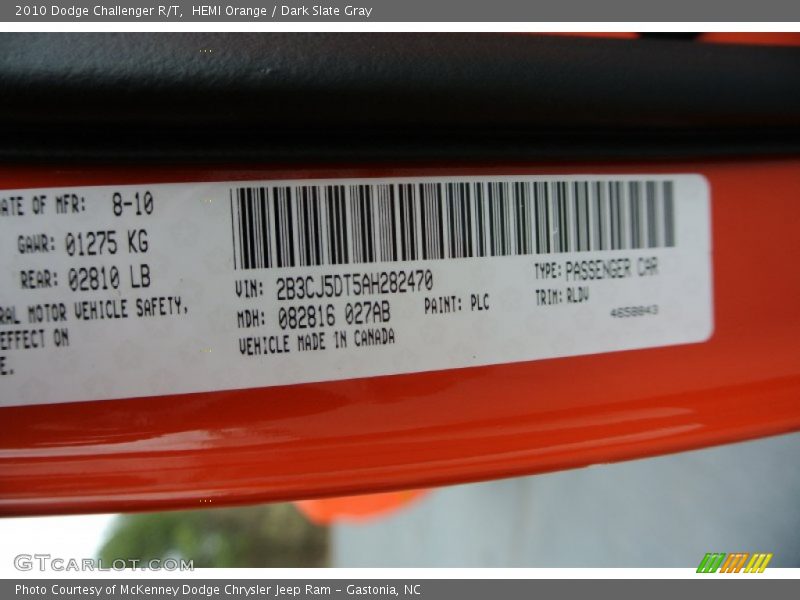 2010 Dodge Challenger R/T, HEMI Orange / Dark Slate Gray
ATE OF MFR: 8-10
GAWR: 01275 KG
REAR: 02810 LB
RAL MOTOR VEHICLE SAFETY,
EFFECT ON
E.
VIN: 2B3CJ5DT5AH282470
MDH: 082816 027AB
PAINT: PLC
VEHICLE MADE IN CANADA
TYPE: PASSENGER CAR
TRIM: RLDV
4658843
GTCARLOT.COM
Photo Courtesy of McKenney Dodge Chrysler Jeep Ram – Gastonia, NC